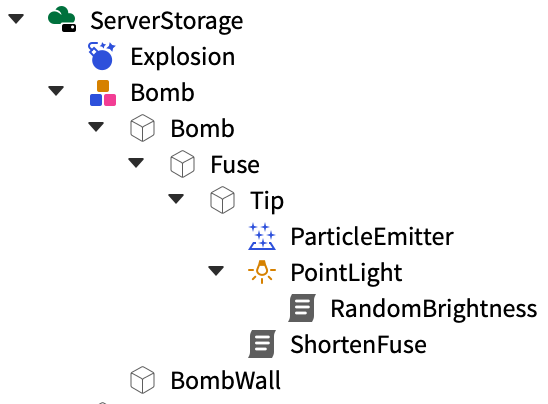 ServerStorage
Explosion
Bomb
Bomb
Fuse
Tip
ParticleEmitter
PointLight
RandomBrightness
ShortenFuse
BombWall